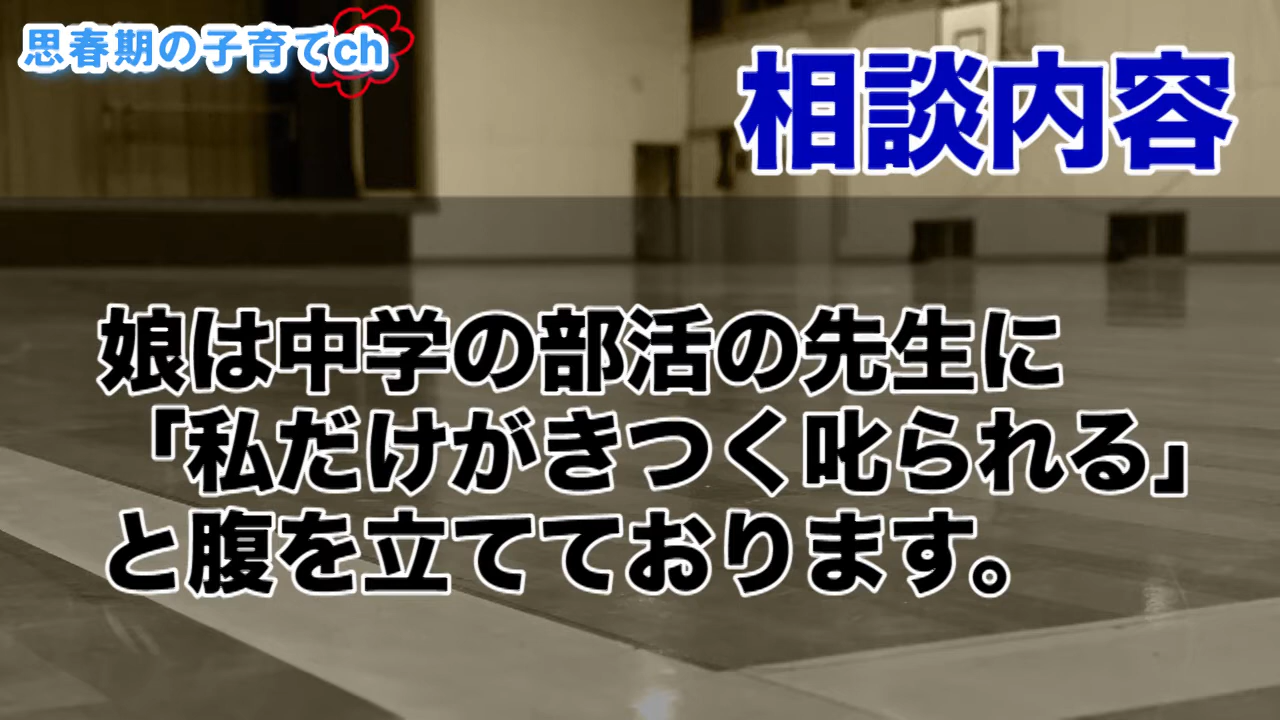 思春期の子育てch
相談内容
娘は中学の部活の先生に
「私だけがきつく叱られる」
と腹を立てております。